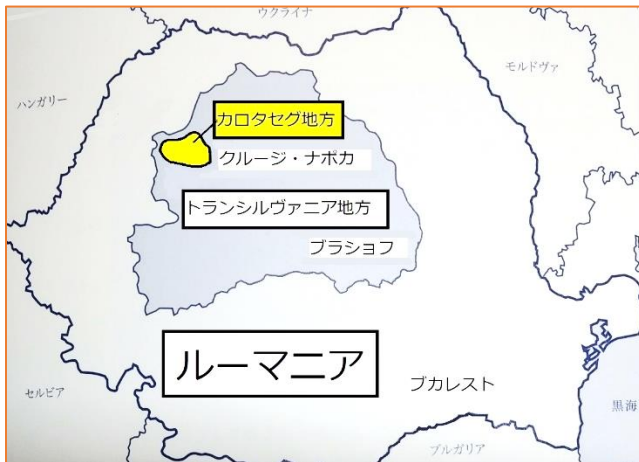 ウクライナ
モルドヴァ
ハンガリー
カロタセグ地方
クルージ・ナポカ
トランシルヴァニア地方
ブラショフ
ルーマニア
ブカレスト
セルビア
黒海
ブルガリア